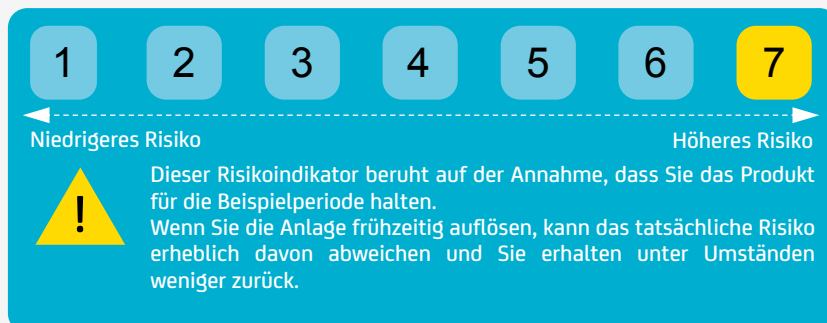 1 2 3 4 5 6 7
Niedrigeres Risiko Höheres Risiko
!
Dieser Risikoindikator beruht auf der Annahme, dass Sie das Produkt
für die Beispielperiode halten.
Wenn Sie die Anlage frühzeitig auflösen, kann das tatsächliche Risiko
erheblich davon abweichen und Sie erhalten unter Umständen
weniger zurück.